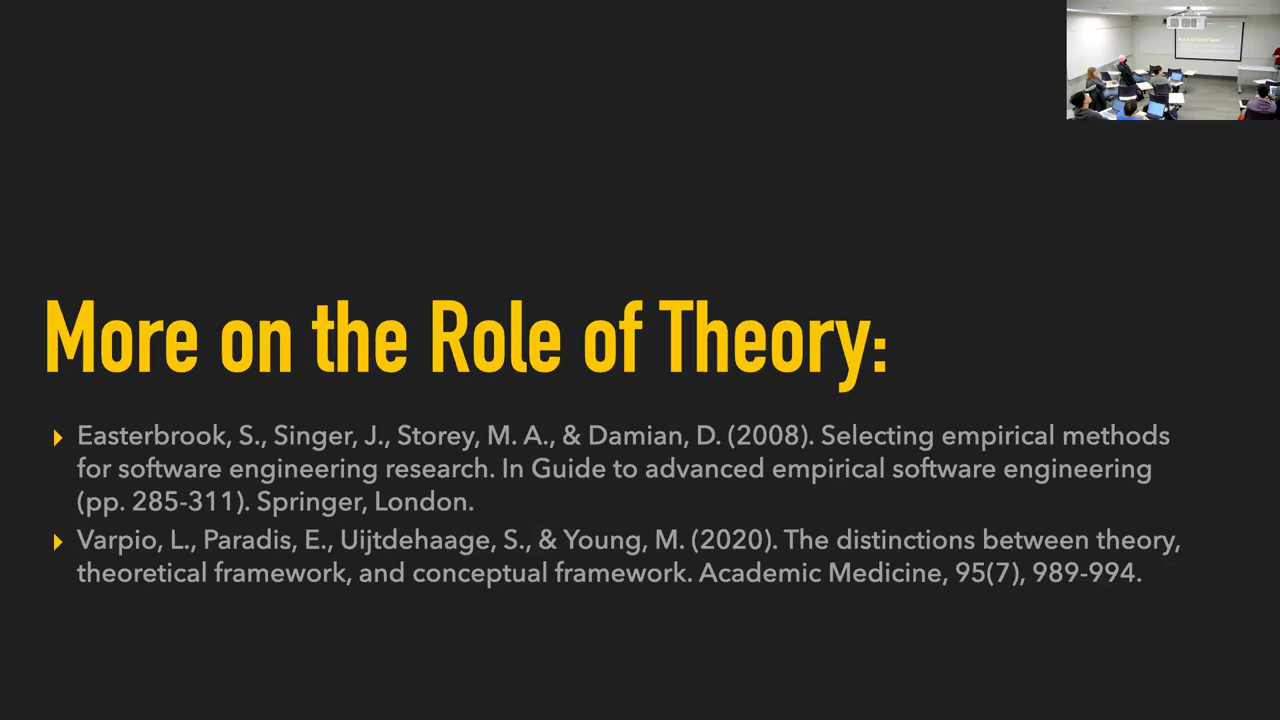 More on the Role of Theory:
Easterbrook, S., Singer, J., Storey, M. A., & Damian, D. (2008). Selecting empirical methods
for software engineering research. In Guide to advanced empirical software engineering
(pp. 285-311). Springer, London.
Varpio, L., Paradis, E., Uijtdehaage, S., & Young, M. (2020). The distinctions between theory,
theoretical framework, and conceptual framework. Academic Medicine, 95(7), 989-994.